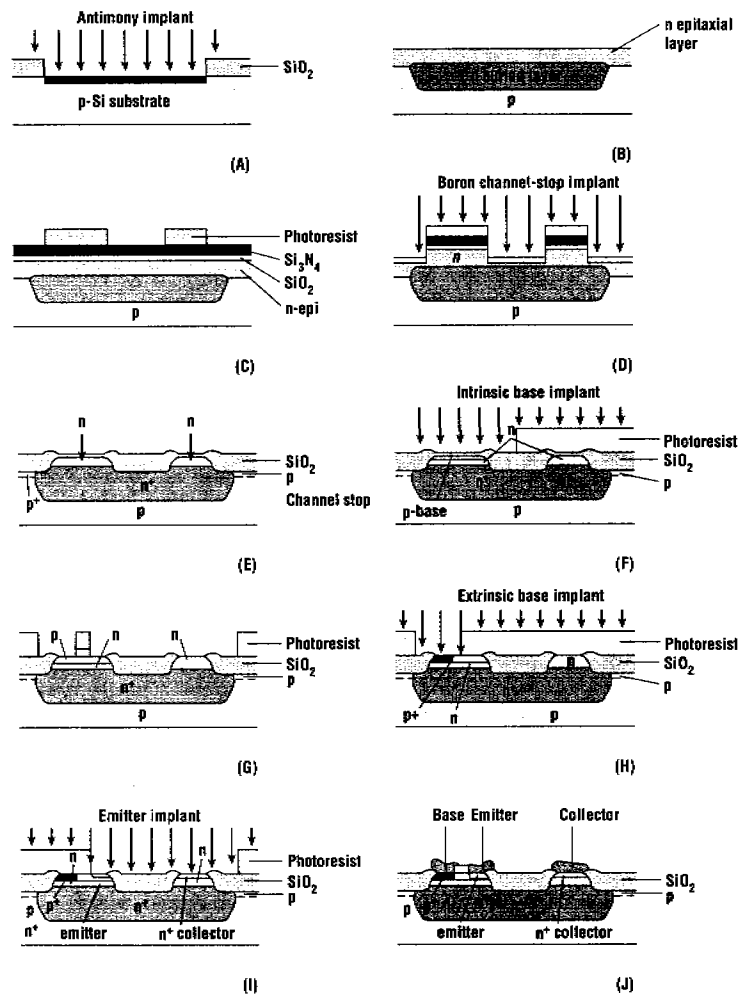 Antimony implant
SiO2
p-Si substrate
(A)
n epitaxial
layer
p
(B)
Photoresist
Si3N4
SiO2
n-epi
p
(C)
Boron channel-stop implant
n
p
(D)
n n
SiO2
p
Channel stop
p+ n+
p
(E)
Intrinsic base implant
n
Photoresist
SiO2
p
p-base p
(F)
p n n
Photoresist
SiO2
p
n+
p
(G)
Extrinsic base implant
Photoresist
SiO2
p
p+ n p
(H)
Emitter implant
n n
Photoresist
SiO2
p
p p+ n+
n+ emitter n+ collector
(I)
Base Emitter Collector
SiO2
p
p
emitter n+ collector
(J)